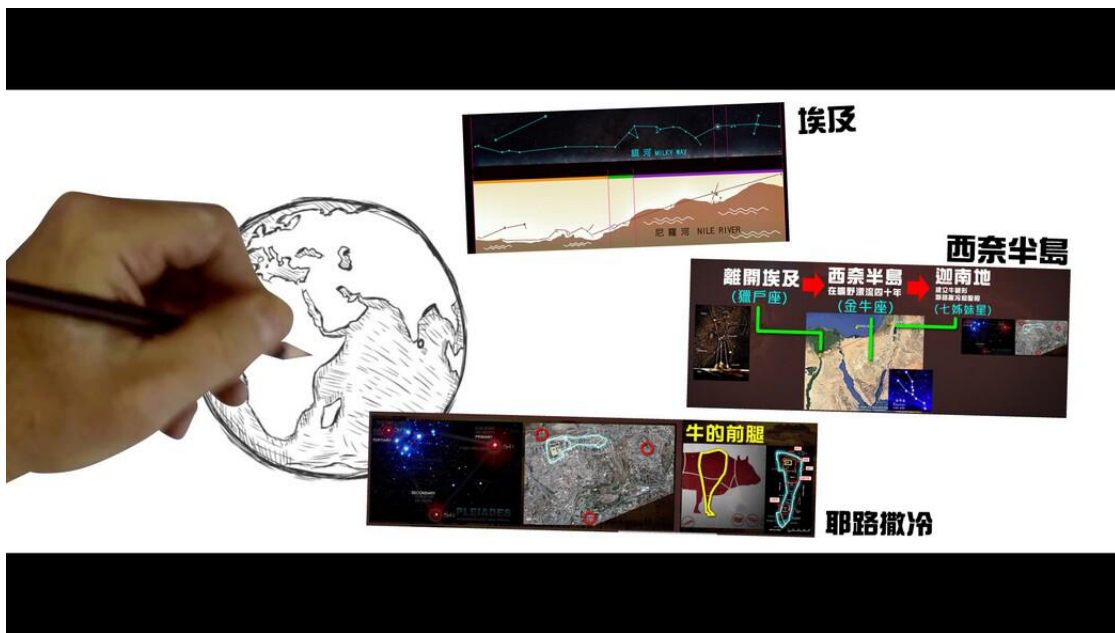 埃及
銀河 MILKY WAY
尼羅河 NILE RIVER
西奈半島
離開埃及
(獵戶座)
西奈半島
在曠野漂流四十年
(金牛座)
迦南地
(七姊妹星)
PRIMARY
SECONDARY
PLEIADES
牛的前腿
耶路撒冷